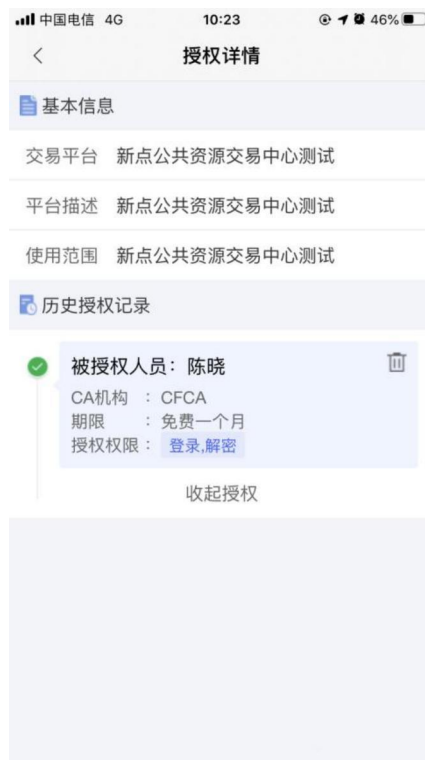 中国电信 4G 10:23 46%
授权详情
基本信息
交易平台 新点公共资源交易中心测试
平台描述 新点公共资源交易中心测试
使用范围 新点公共资源交易中心测试
历史授权记录
被授权人员：陈晓
CA机构 ：CFCA
期限 ：免费一个月
授权权限：登录,解密
收起授权